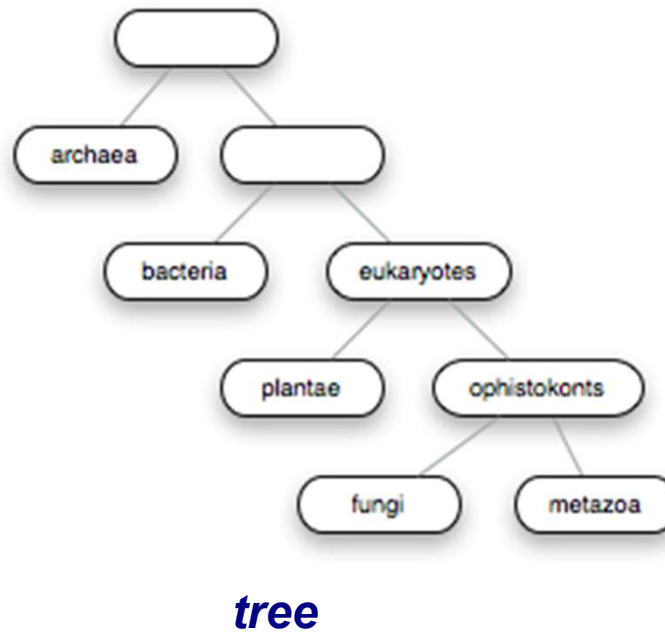 archaea
bacteria
eukaryotes
plantae
ophistokonts
fungi
metazoa
tree